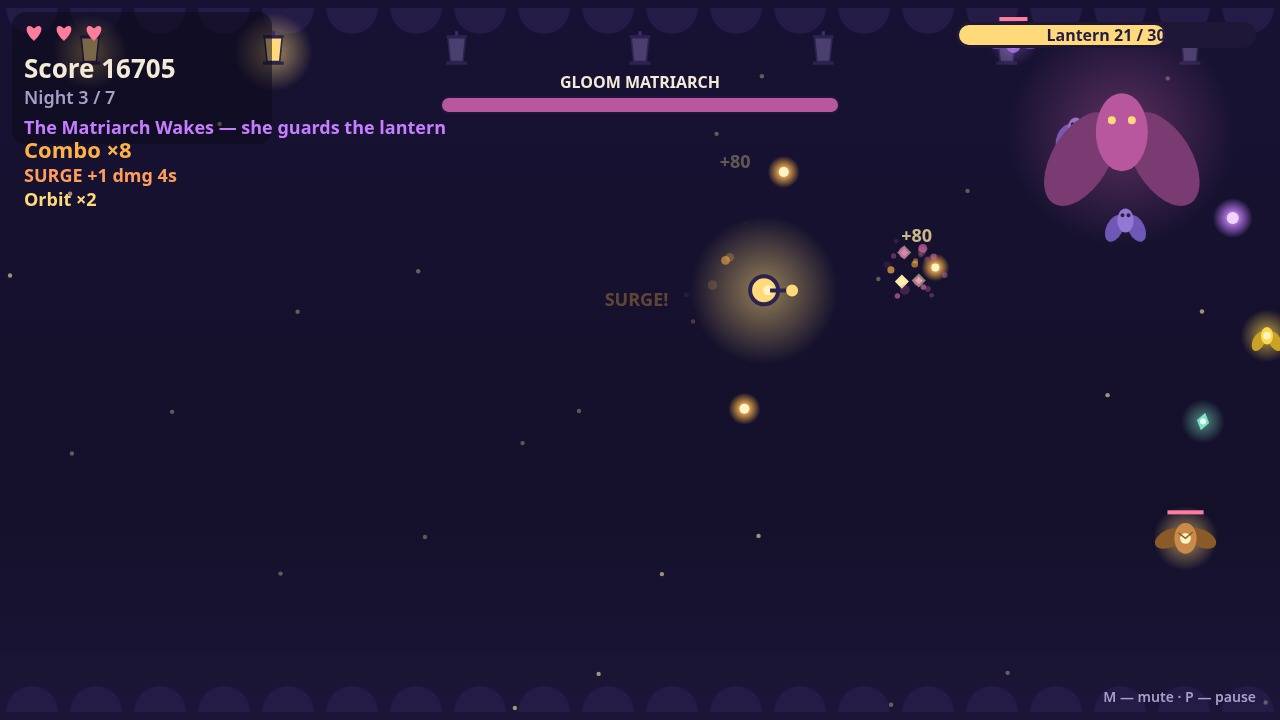 Score 16705
Night 3 / 7
The Matriarch Wakes — she guards the lantern
Combo ×8
SURGE +1 dmg 4s
Orbit ×2
GLOOM MATRIARCH
Lantern 21 / 30
+80
+80
SURGE!
M — mute · P — pause